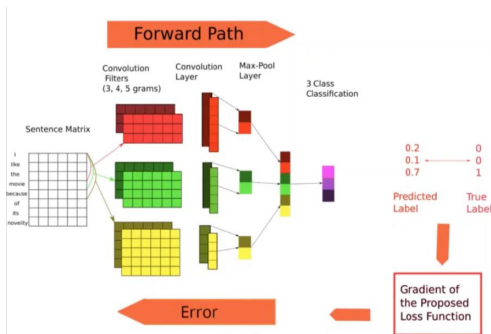 Forward Path
Convolution
Filters
(3, 4, 5 grams)
Convolution
Layer
Max-Pool
Layer
3 Class
Classification
Sentence Matrix
I
like
the
movie
because
of
its
novelity
0.2
0.1
0.7
0
0
1
Predicted
Label
True
Label
Gradient of
the Proposed
Loss Function
Error